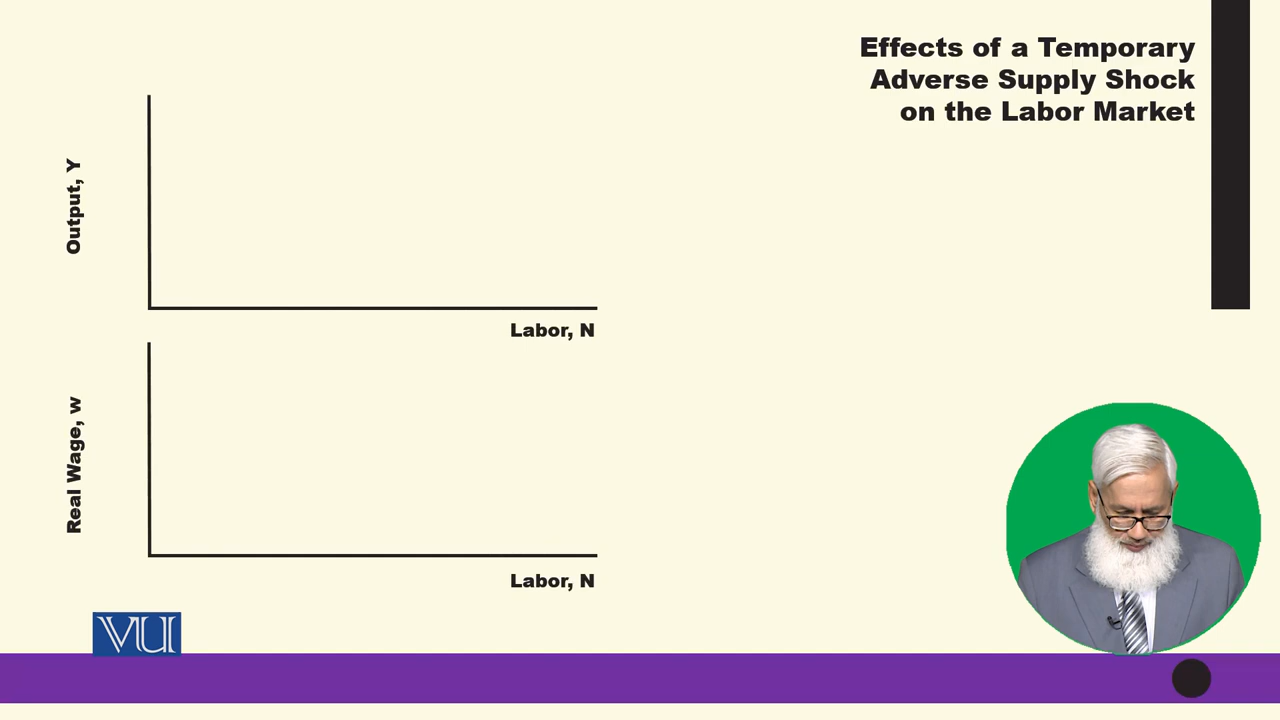 Effects of a Temporary
Adverse Supply Shock
on the Labor Market
Output, Y
Labor, N
Real Wage, w
Labor, N
VU